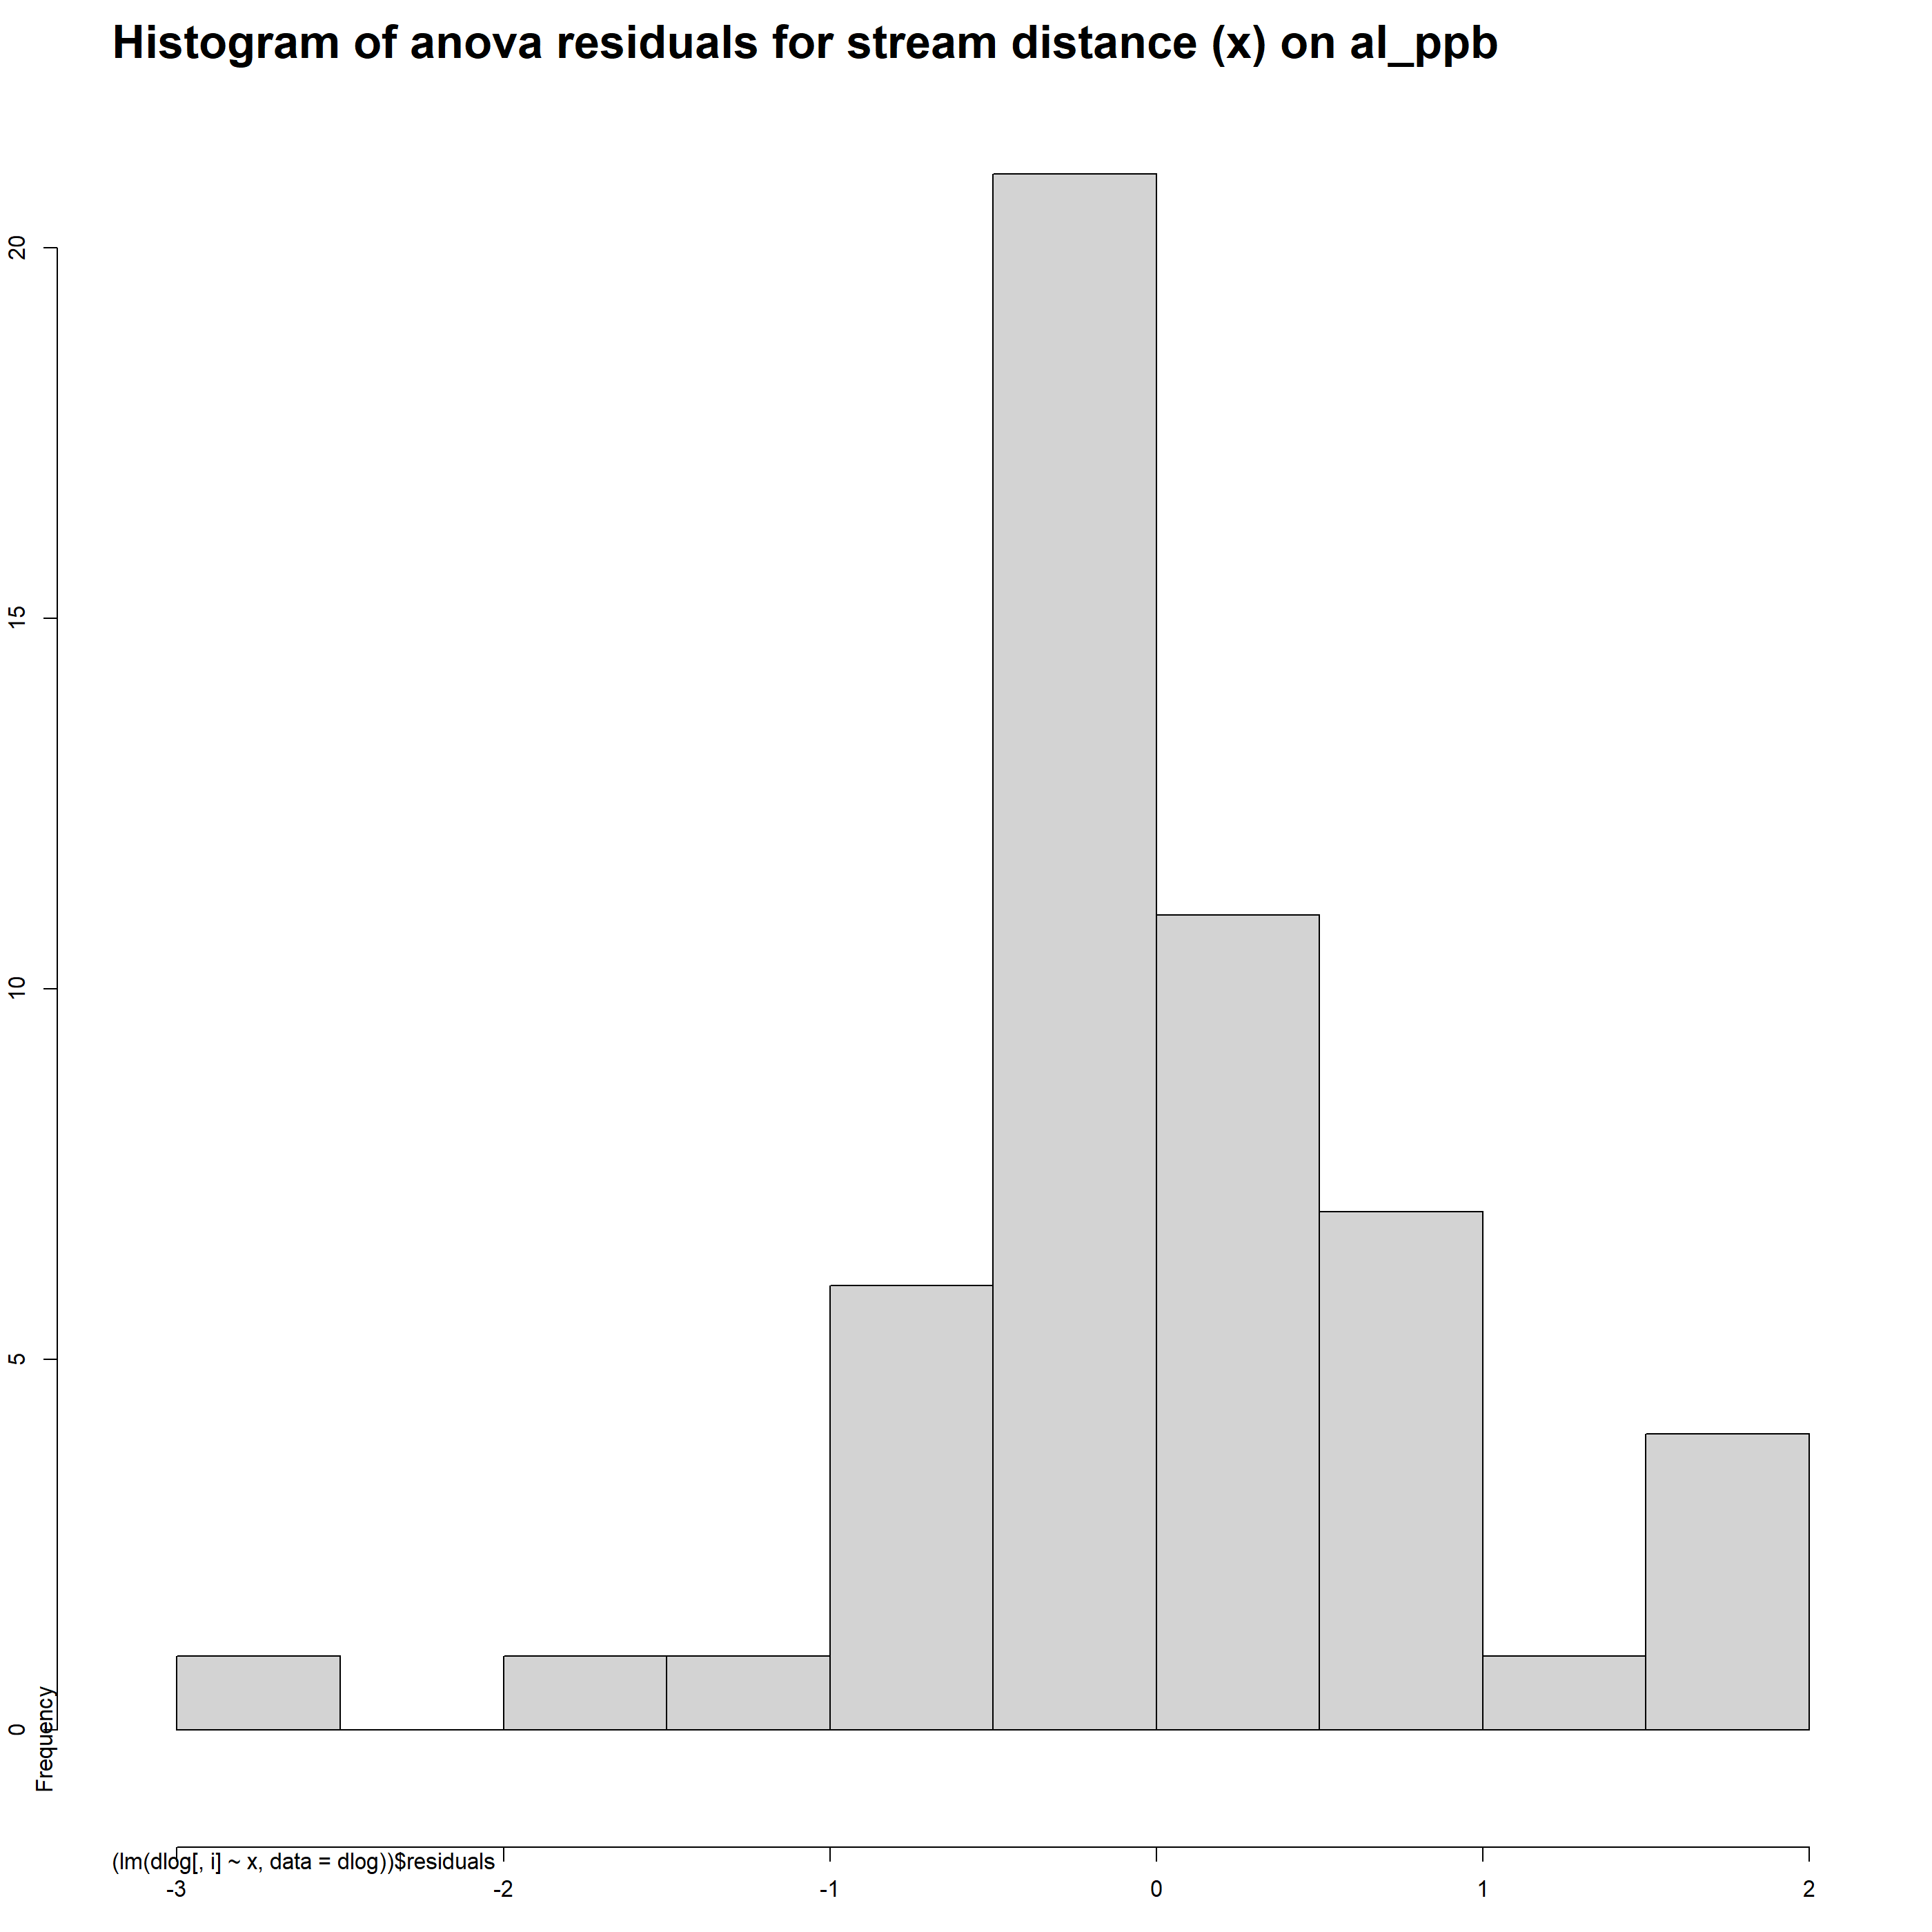 Histogram of anova residuals for stream distance (x) on al_ppb
20
15
10
5
0
Frequency
(lm(dlog[, i] ~ x, data = dlog))$residuals
-3 -2 -1 0 1 2